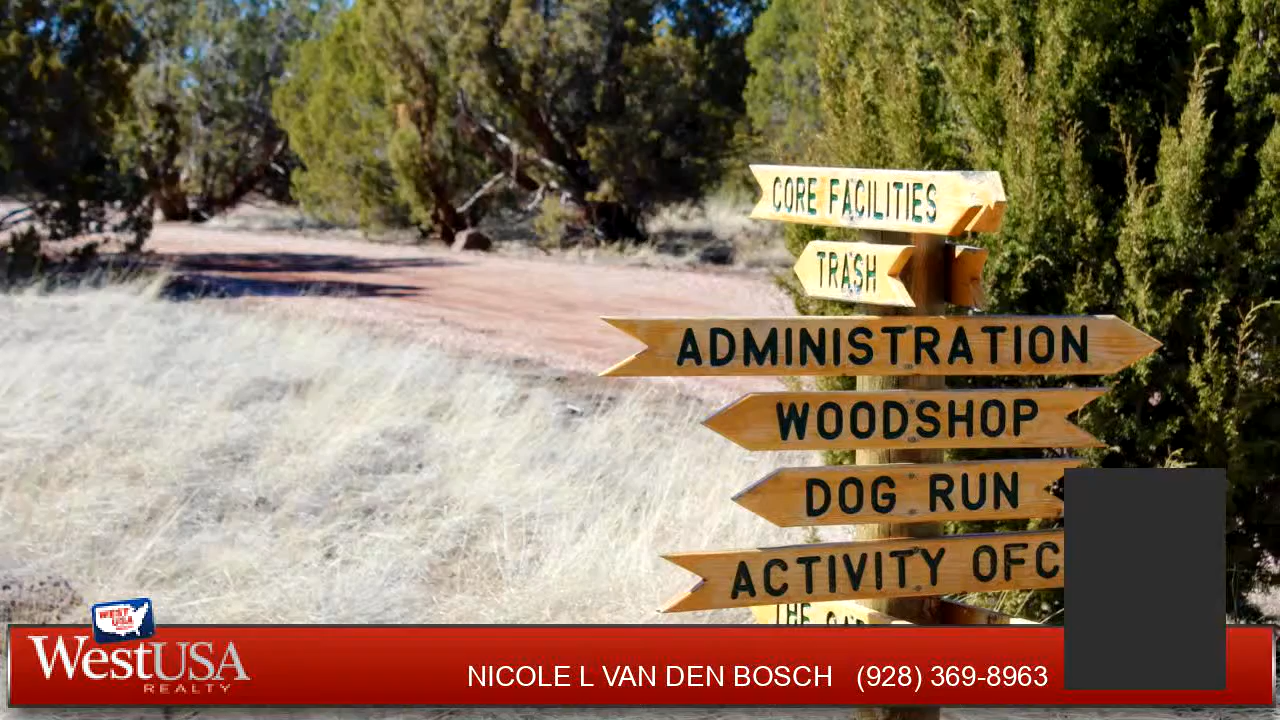 CORE FACILITIES
TRASH
ADMINISTRATION
WOODSHOP
DOG RUN
ACTIVITY OFC
THE
WEST
USA
WestUSA
REALTY
NICOLE L VAN DEN BOSCH (928) 369-8963